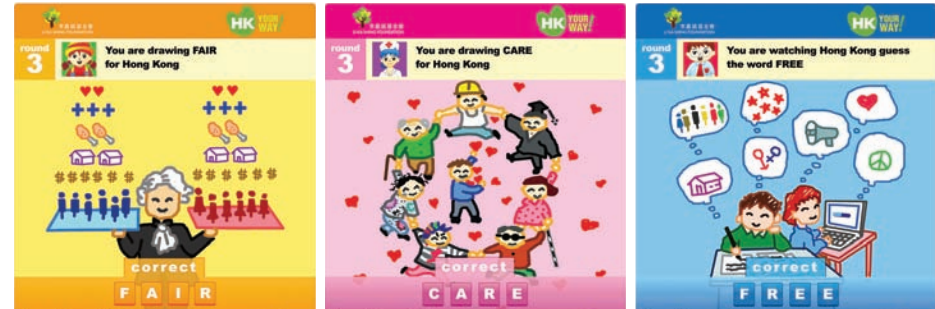 HK YOUR WAY!
round 3
You are drawing FAIR
for Hong Kong
correct
F A I R
HK YOUR WAY!
round 3
You are drawing CARE
for Hong Kong
correct
C A R E
HK YOUR WAY!
round 3
You are watching Hong Kong guess
the word FREE
correct
F R E E